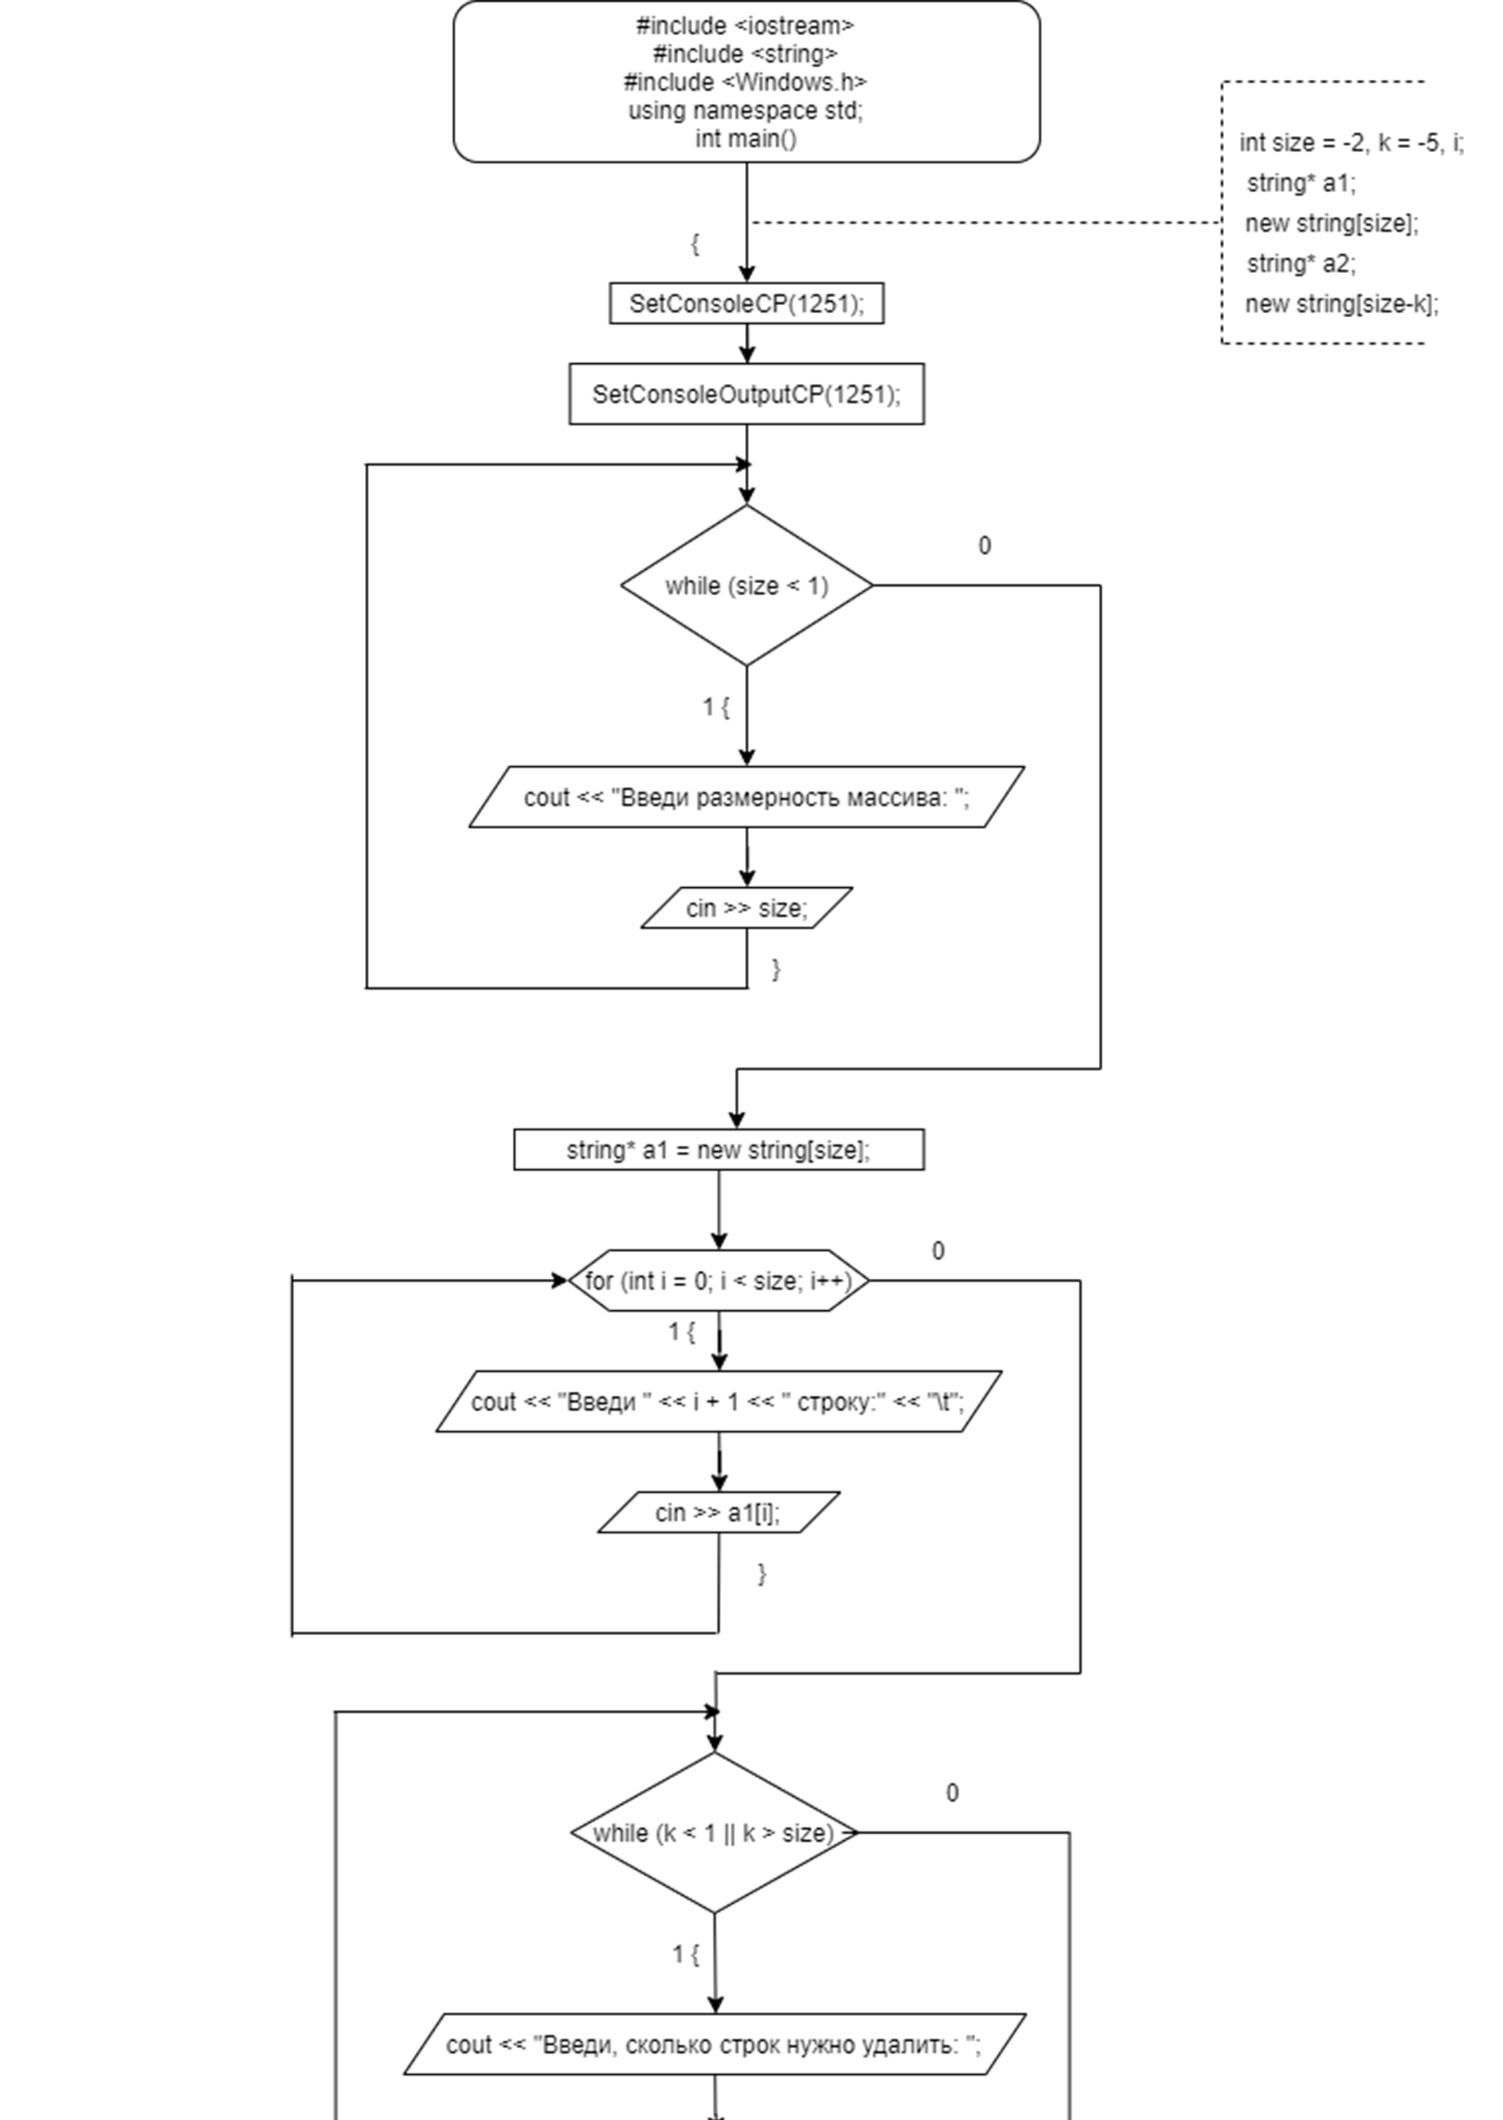 #include <iostream>
#include <string>
#include <Windows.h>
using namespace std;
int main()
int size = -2, k = -5, i;
string* a1;
new string[size];
string* a2;
new string[size-k];
{
SetConsoleCP(1251);
SetConsoleOutputCP(1251);
0
while (size < 1)
1 {
cout << "Введи размерность массива: ";
cin >> size;
}
string* a1 = new string[size];
0
for (int i = 0; i < size; i++)
1 {
cout << "Введи " << i + 1 << " строку:" << "\t";
cin >> a1[i];
}
0
while (k < 1 || k > size)
1 {
cout << "Введи, сколько строк нужно удалить: ";